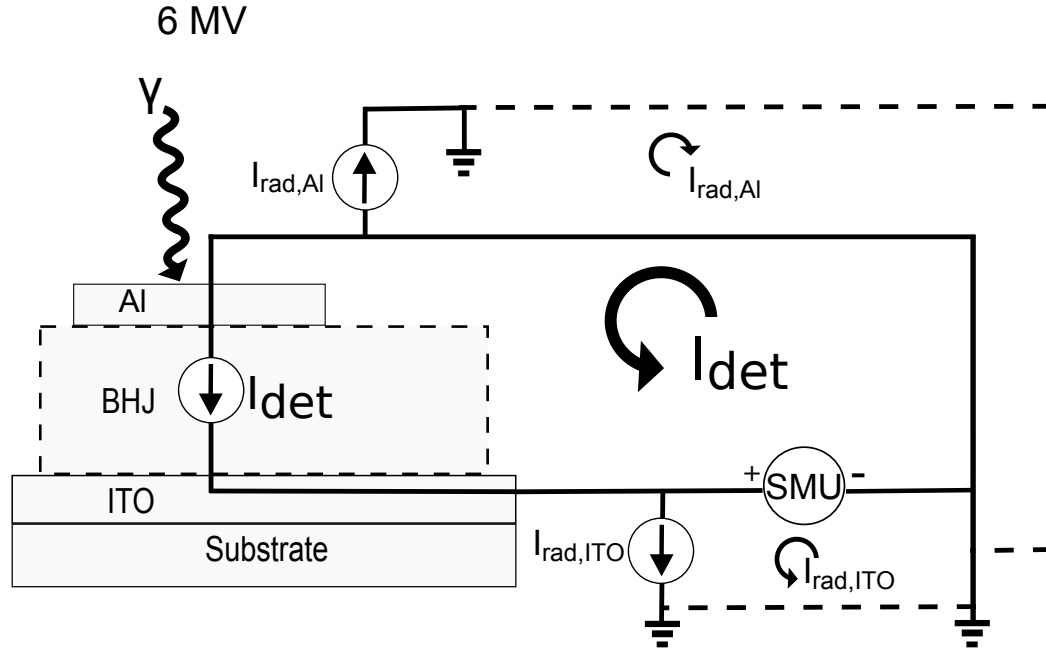 6 MV
γ
I_rad,Al
I_rad,Al
Al
BHJ
I_det
I_det
ITO
+ SMU -
Substrate
I_rad,ITO
I_rad,ITO